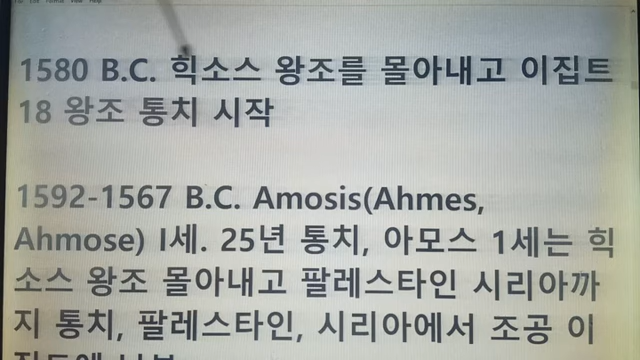 1580 B.C. 힉소스 왕조를 몰아내고 이집트
18 왕조 통치 시작
1592-1567 B.C. Amosis(Ahmes,
Ahmose) I세. 25년 통치, 아모스 1세는 힉
소스 왕조 몰아내고 팔레스타인 시리아까
지 통치, 팔레스타인, 시리아에서 조공 이